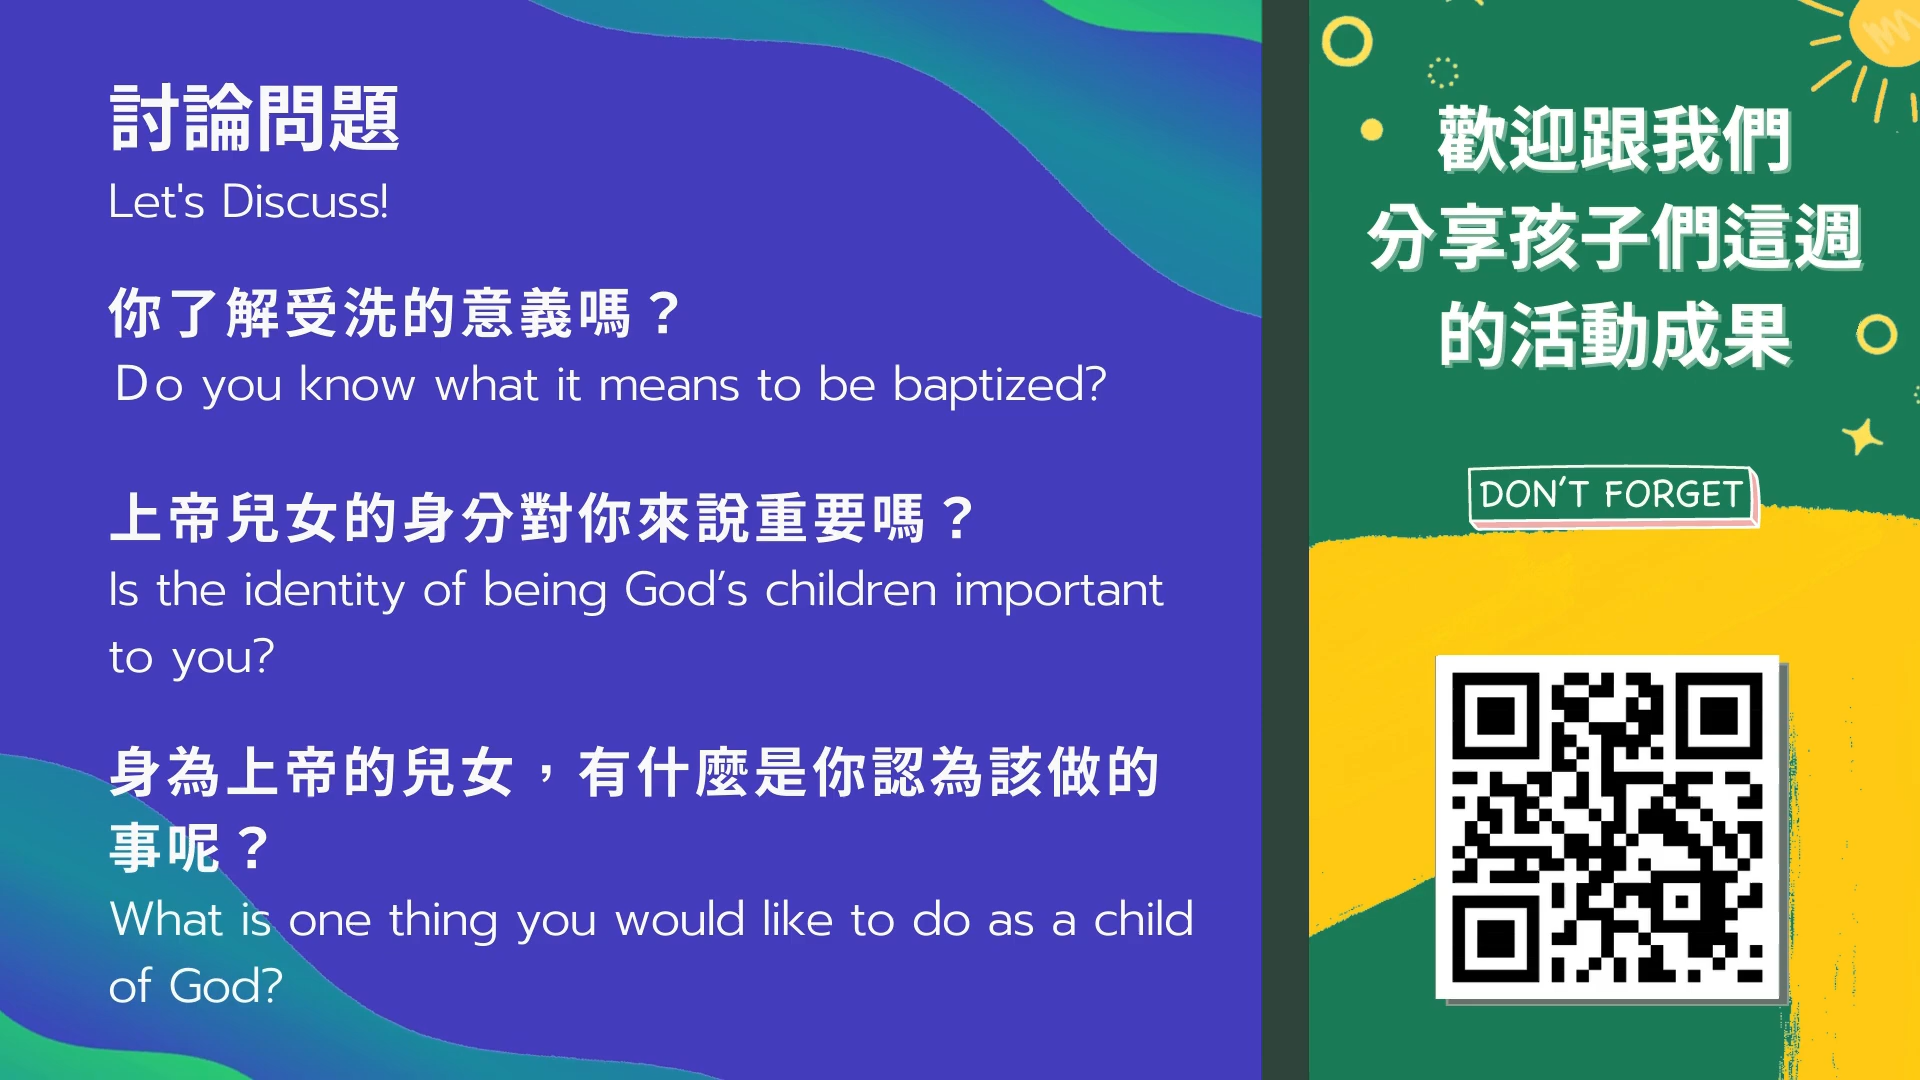 討論問題
Let's Discuss!
你了解受洗的意義嗎？
Do you know what it means to be baptized?
上帝兒女的身分對你來說重要嗎？
Is the identity of being God’s children important
to you?
身為上帝的兒女，有什麼是你認為該做的
事呢？
What is one thing you would like to do as a child
of God?
歡迎跟我們
分享孩子們這週
的活動成果
DON'T FORGET